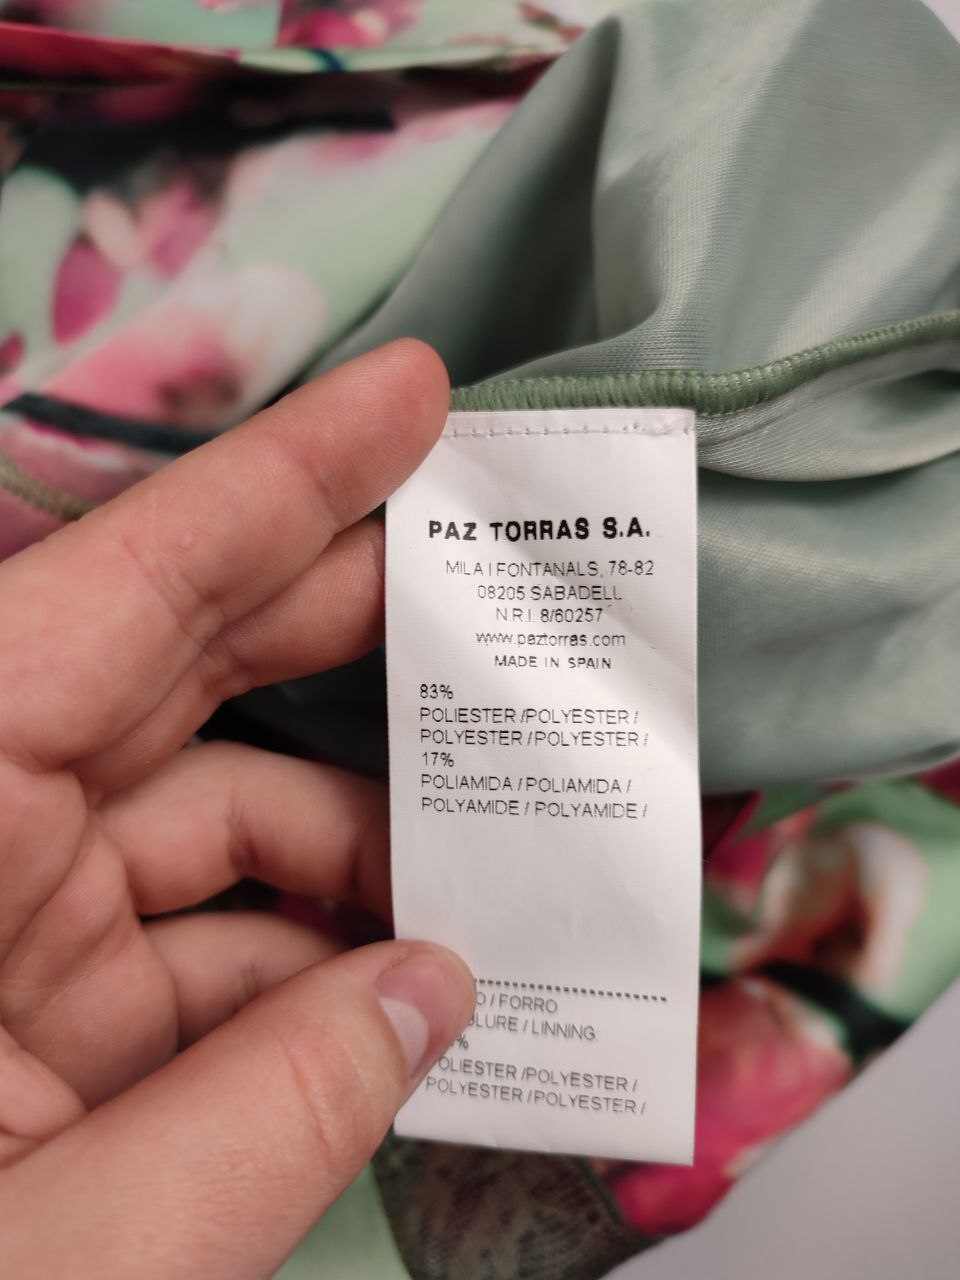 PAZ TORRAS S.A.
MILA I FONTANALS, 78-82
08205 SABADELL
N.R.I. 8/60257
www.paztorras.com
MADE IN SPAIN
83%
POLIESTER /POLYESTER /
POLYESTER /POLYESTER /
17%
POLIAMIDA / POLIAMIDA /
POLYAMIDE / POLYAMIDE /
/ FORRO
/ LINNING
%
POLIESTER /POLYESTER /
POLYESTER /POLYESTER /